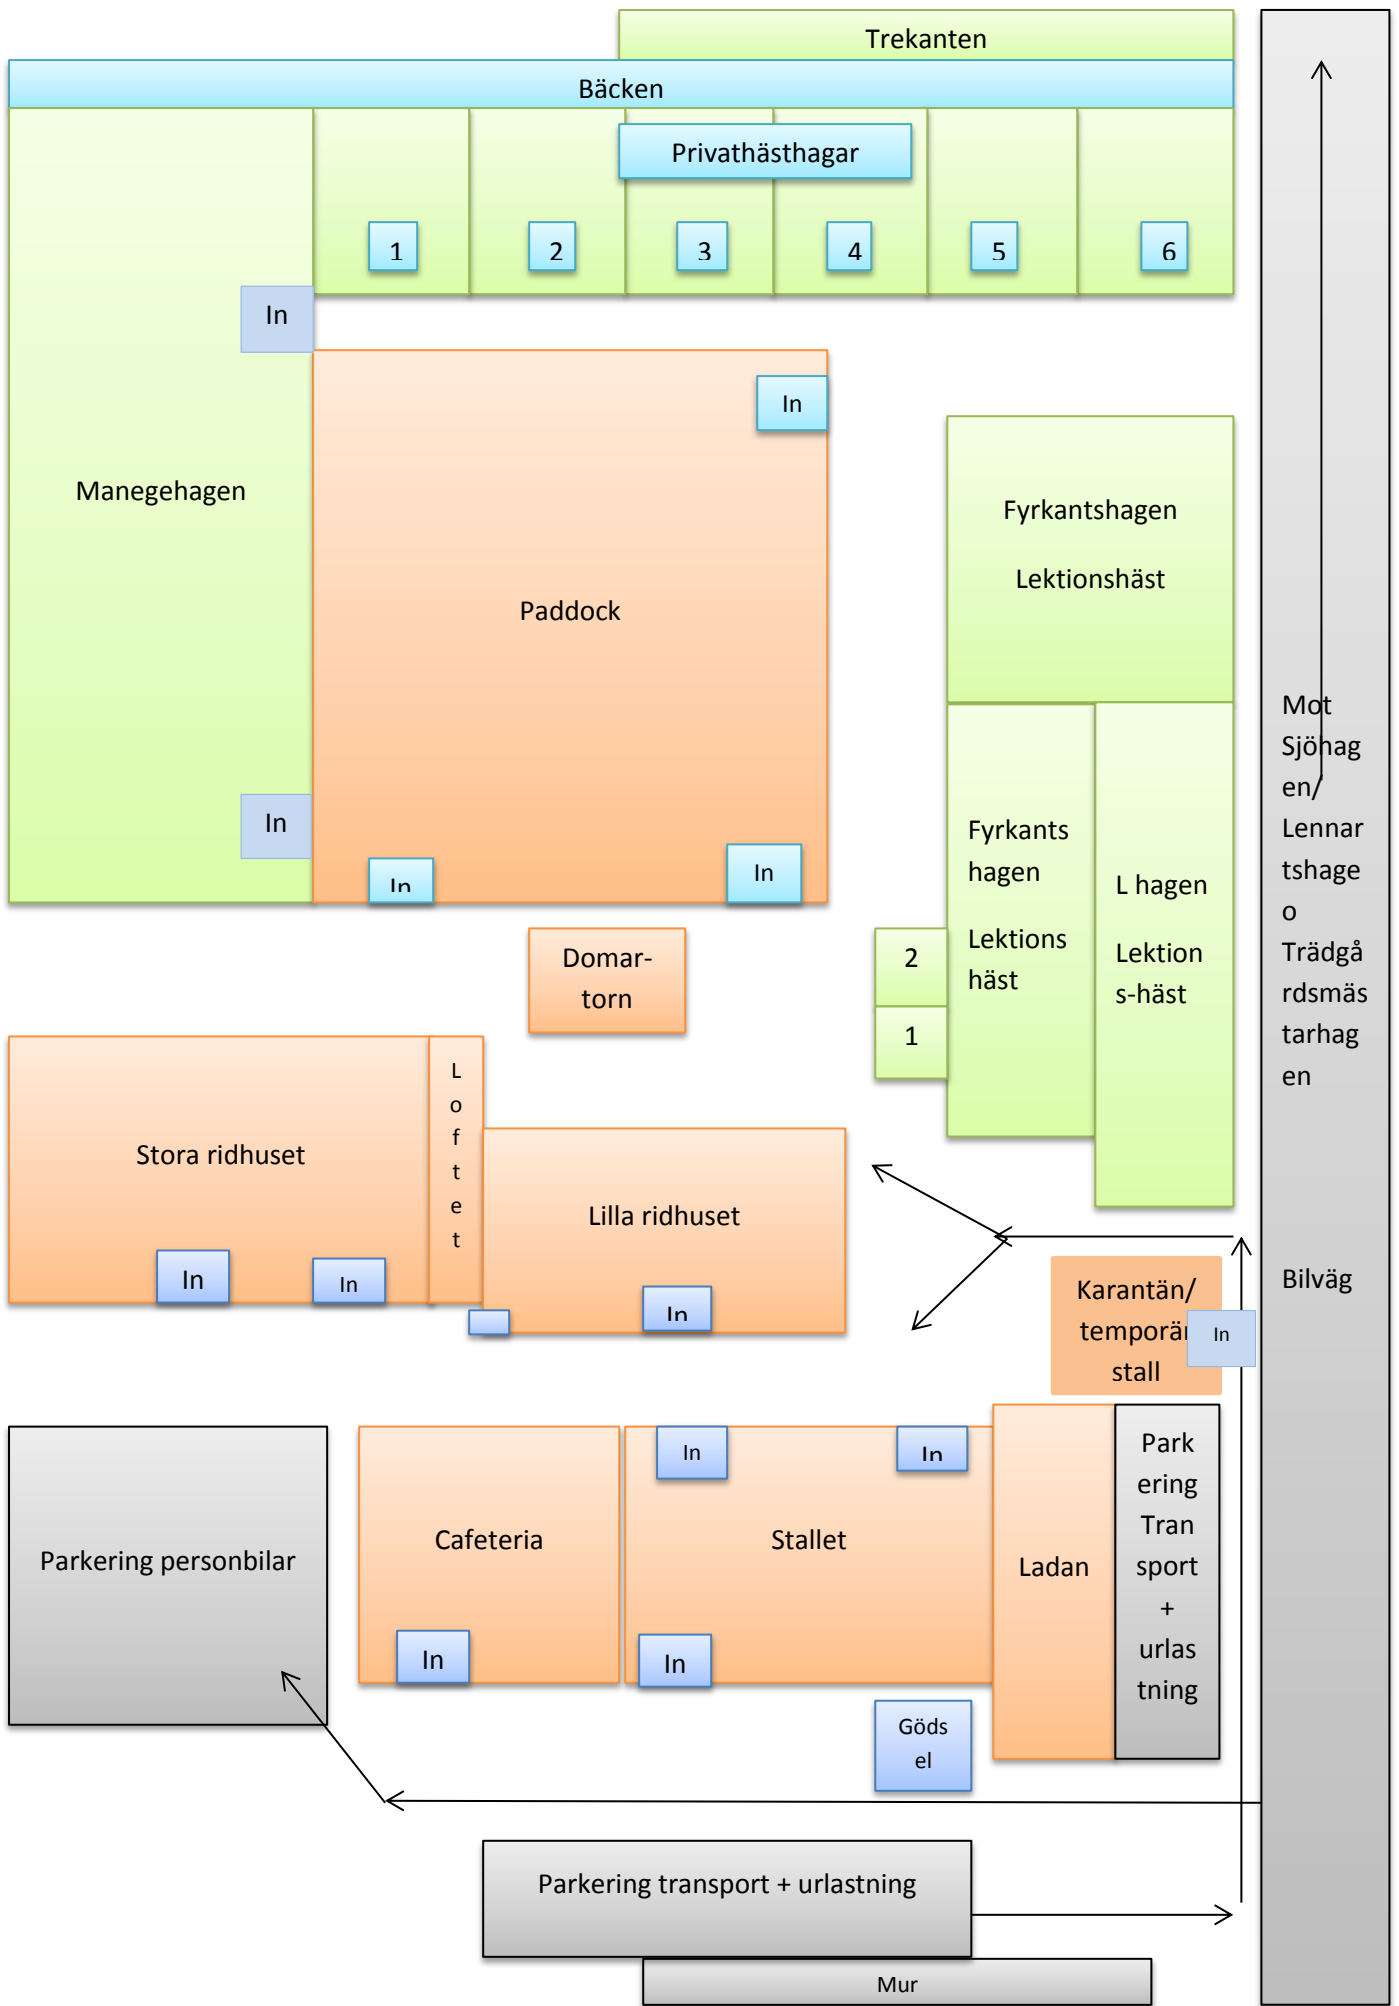 Trekanten
Bäcken
Privathästhagar
1
2
3
4
5
6
In
In
Manegehagen
Fyrkantshagen
Lektionshäst
Paddock
Mot
Sjöhag
en/
Lennar
tshage
o
Trädgå
rdsmäs
tarhag
en
In
Fyrkants
hagen
Lektions
häst
L hagen
Lektion
s-häst
In
In
Domar-
torn
2
1
L
o
f
t
e
t
Stora ridhuset
Lilla ridhuset
In
In
In
Bilväg
Karantän/
temporär
stall
In
Parkering personbilar
Cafeteria
In
Stallet
In
In
In
Ladan
Park
ering
Tran
sport
+
urlas
tning
Göds
el
Parkering transport + urlastning
Mur